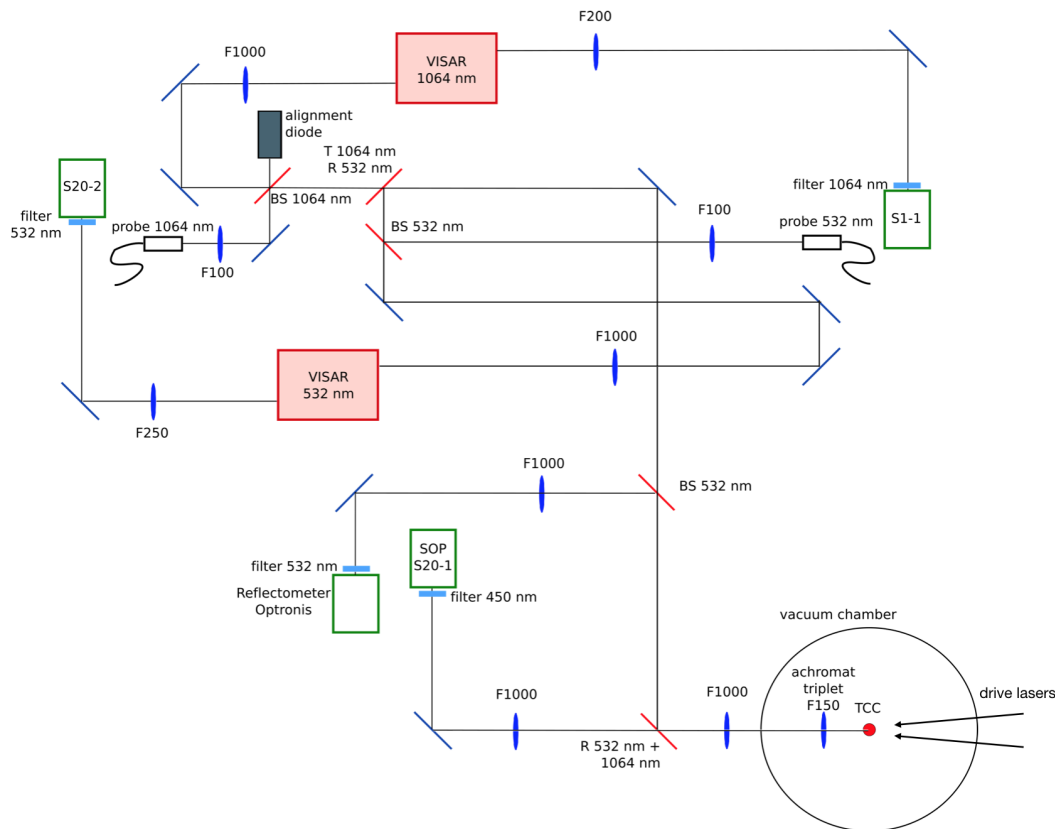 F200
F1000
VISAR
1064 nm
alignment
diode
T 1064 nm
R 532 nm
S20-2
filter
532 nm
BS 1064 nm
filter 1064 nm
S1-1
probe 1064 nm
F100
BS 532 nm
F100
probe 532 nm
F1000
VISAR
532 nm
F250
F1000
BS 532 nm
SOP
S20-1
filter 532 nm
Reflectometer
Optronis
filter 450 nm
vacuum chamber
achromat
triplet
F150
TCC
drive lasers
F1000
F1000
R 532 nm +
1064 nm